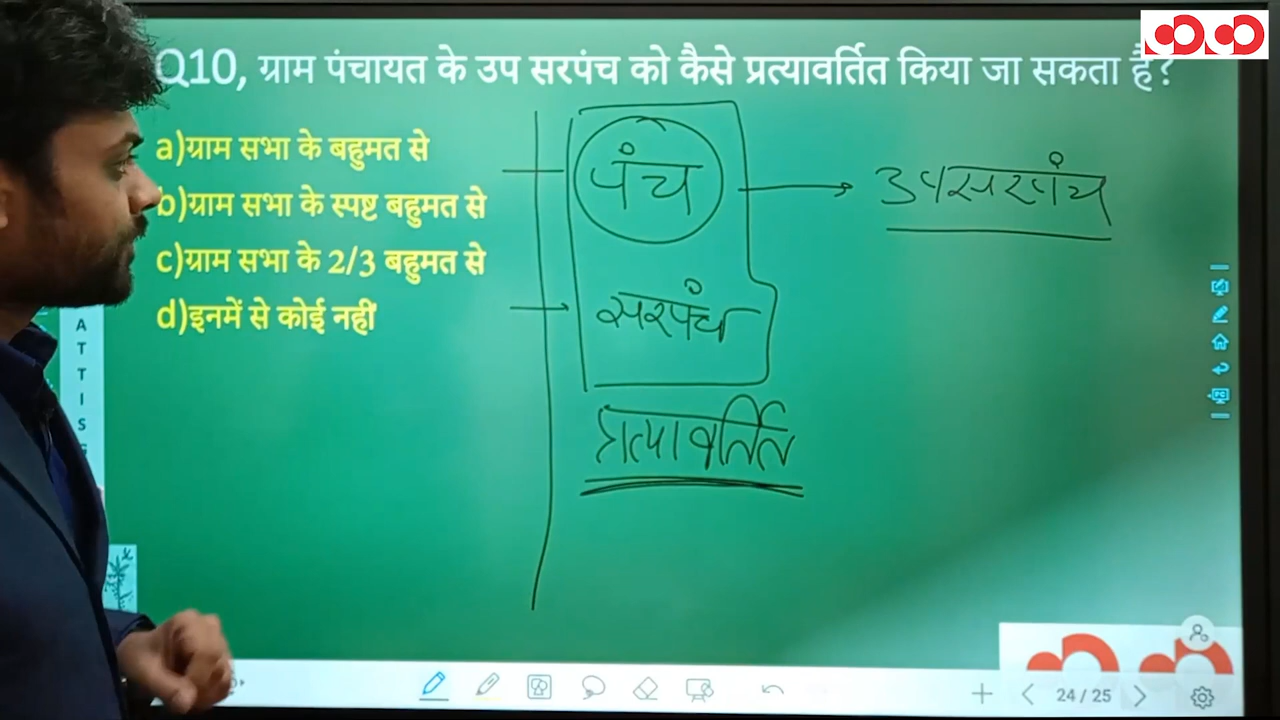 Q10, ग्राम पंचायत के उप सरपंच को कैसे प्रत्यावर्तित किया जा सकता है?
a)ग्राम सभा के बहुमत से
b)ग्राम सभा के स्पष्ट बहुमत से
c)ग्राम सभा के 2/3 बहुमत से
d)इनमें से कोई नहीं
पंच
उपसरपंच
सरपंच
प्रत्यावर्तित
A
T
T
I
S
24 / 25